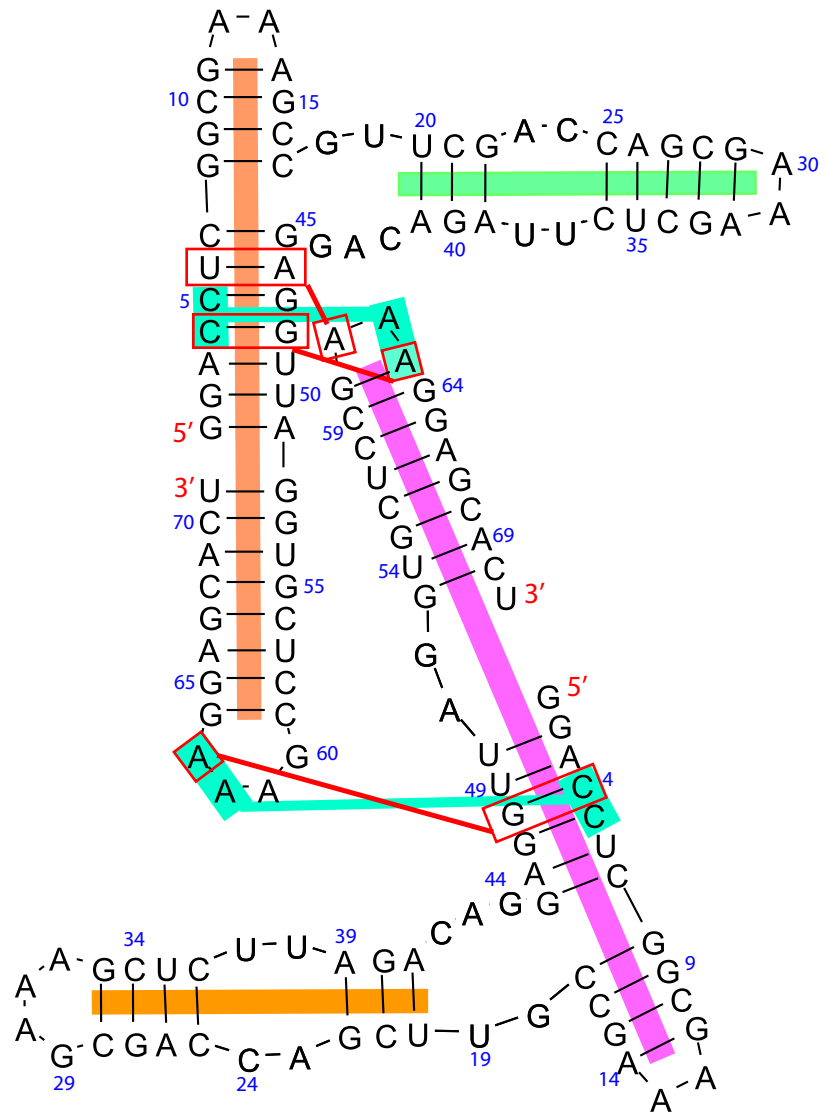 A A
G A
10 C G 15
G C
G C G U U 20 U C G A C C 25 C A G C G A 30
C G 45 G A C A G A U U C U C G A A
40 35
U A
5 C G A
C G A A
A U G G 64
G U 50 59 C G
5′ G A C A
U G
3′ U G C C
70 C G G A 69
A U 54 U C
G G 55 G U 3′
C C
A U G
65 G C G 5′
G C A G
A G 60 U A
A A 49 U C 4
G C
G U
44 A C
34 39 C A G G
A A G C U C U U A G A G
A C G 9
A C C
G C G A C C A G C U U G G G
29 24 19 14 A A
A